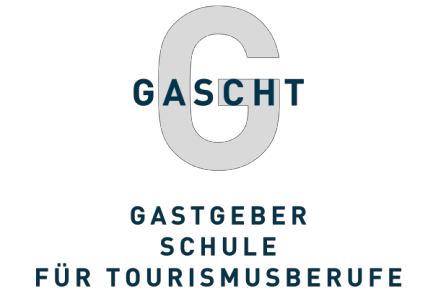 G
GASCHT
GASTGEBER
SCHULE
FÜR TOURISMUSBERUFE